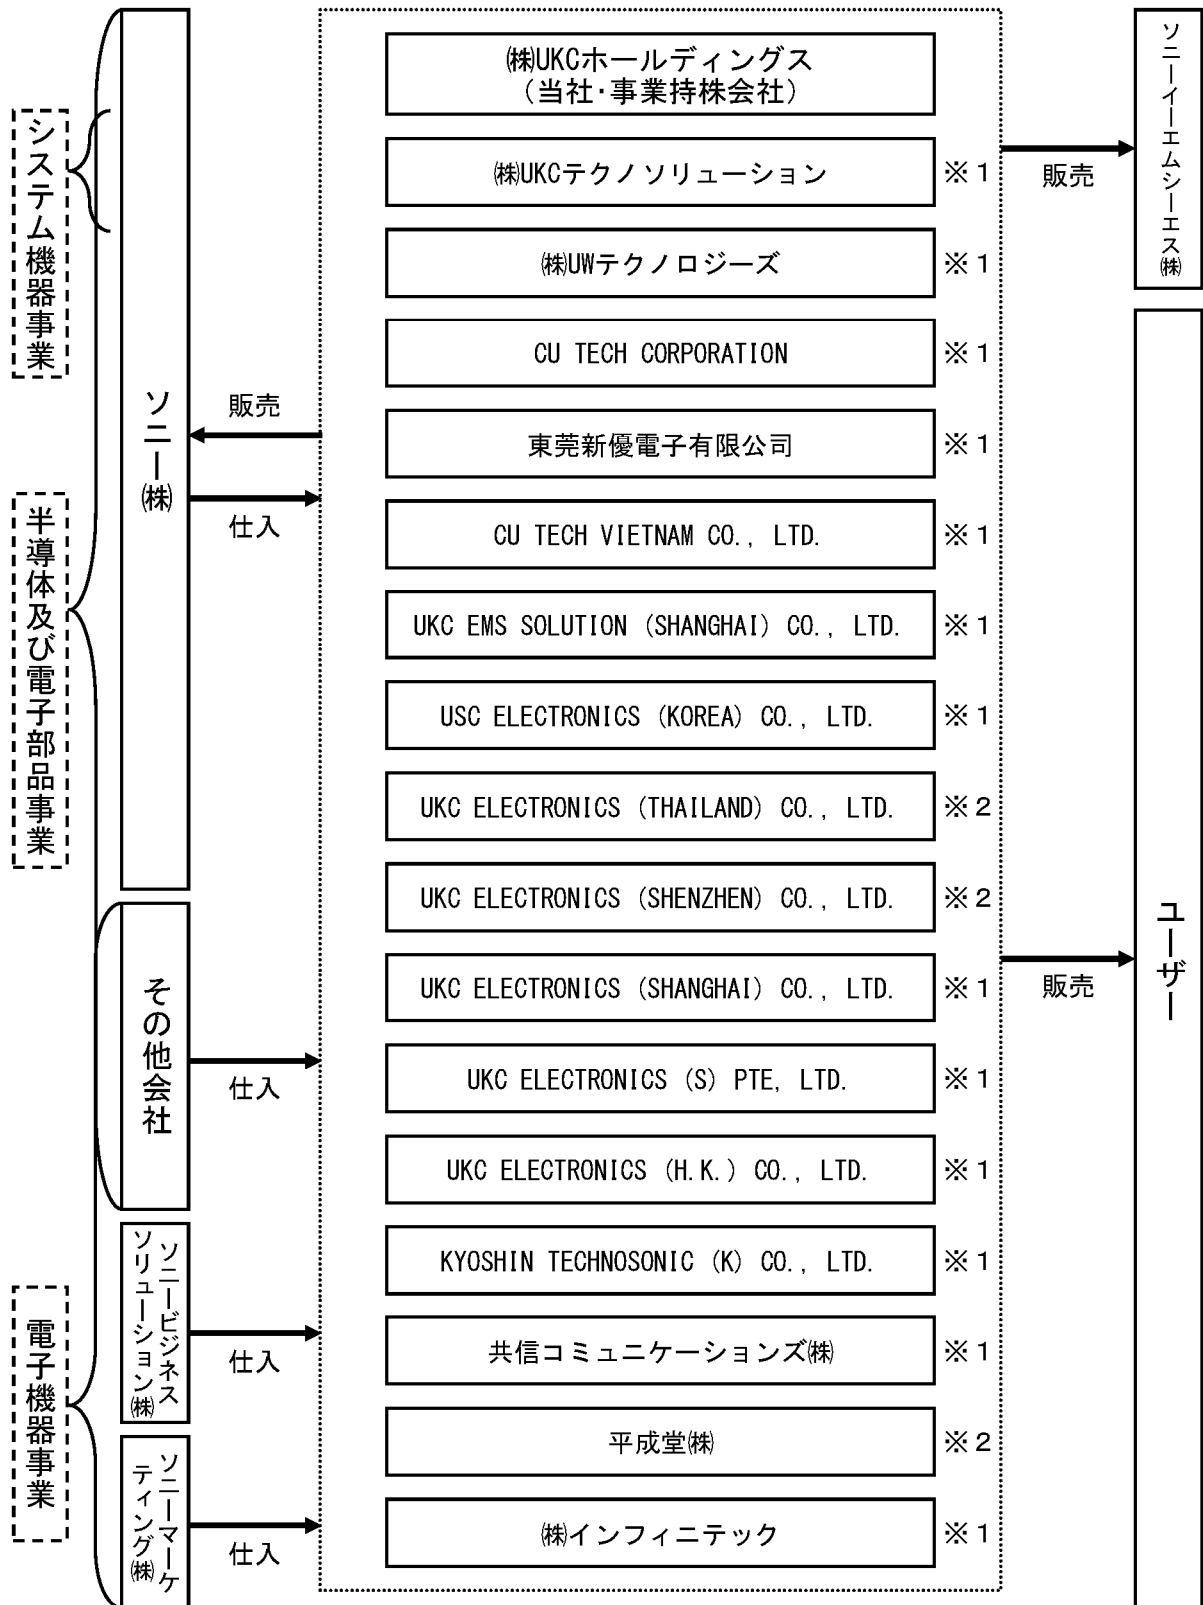 システム機器事業
半導体及び電子部品事業
電子機器事業
ソニー㈱
その他会社
ソニービジネス
ソリューション㈱
ソニーマーケ
ティング㈱
販売
仕入
仕入
仕入
仕入
㈱UKCホールディングス
(当社・事業持株会社)
㈱UKCテクノソリューション ※1
㈱UWテクノロジーズ ※1
CU TECH CORPORATION ※1
東莞新優電子有限公司 ※1
CU TECH VIETNAM CO., LTD. ※1
UKC EMS SOLUTION (SHANGHAI) CO., LTD. ※1
USC ELECTRONICS (KOREA) CO., LTD. ※1
UKC ELECTRONICS (THAILAND) CO., LTD. ※2
UKC ELECTRONICS (SHENZHEN) CO., LTD. ※2
UKC ELECTRONICS (SHANGHAI) CO., LTD. ※1
UKC ELECTRONICS (S) PTE, LTD. ※1
UKC ELECTRONICS (H.K.) CO., LTD. ※1
KYOSHIN TECHNOSONIC (K) CO., LTD. ※1
共信コミュニケーションズ㈱ ※1
平成堂㈱ ※2
㈱インフィニテック ※1
販売
販売
ソニーイーエムシーエス㈱
ユーザー